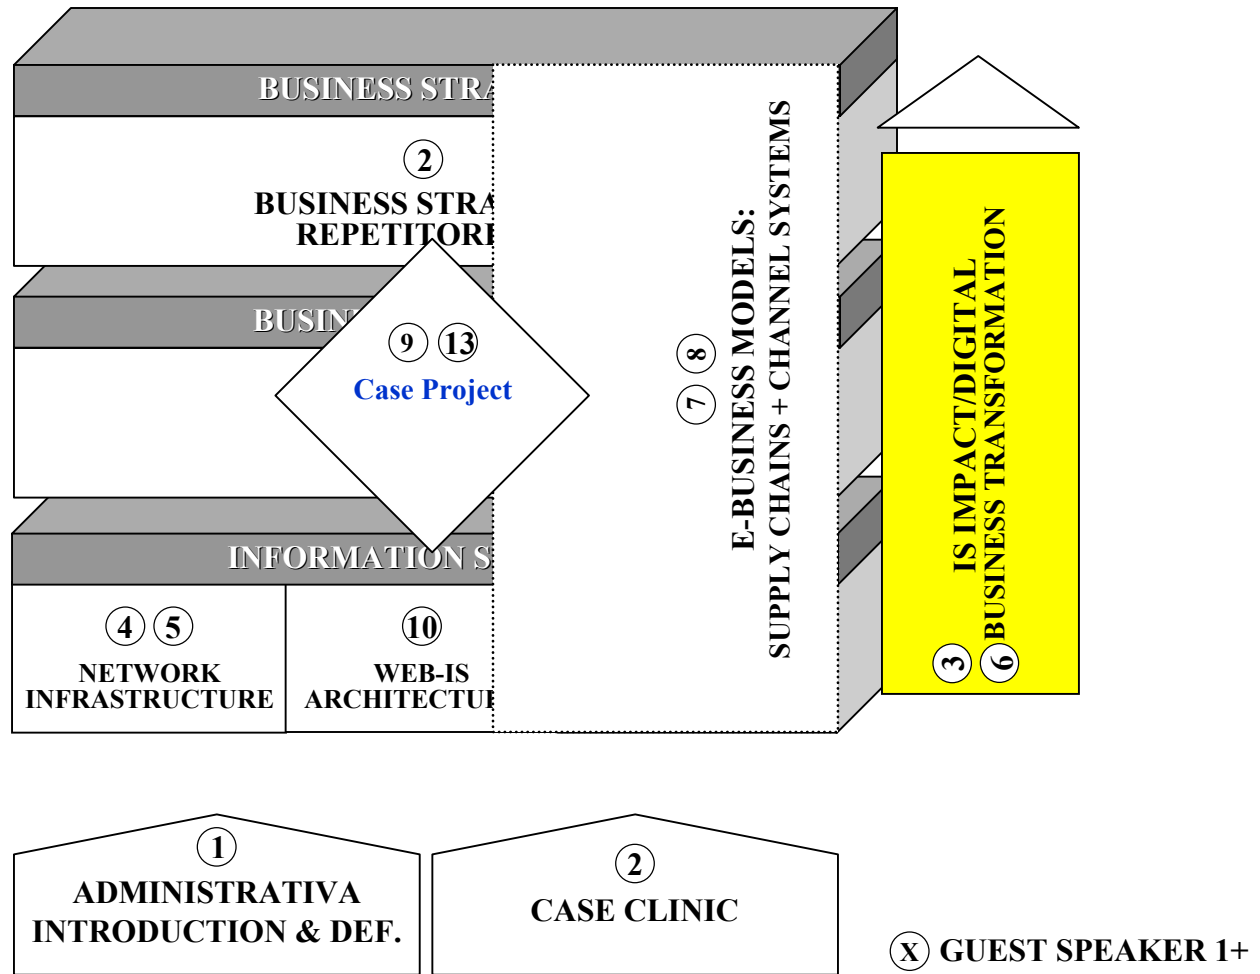 BUSINESS STRA
2
BUSINESS STRA
REPETITORI
BUSIN
9 13
Case Project
INFORMATION S
4 5
NETWORK
INFRASTRUCTURE
10
WEB-IS
ARCHITECTU
7 8
E-BUSINESS MODELS:
SUPPLY CHAINS + CHANNEL SYSTEMS
3 6
IS IMPACT/DIGITAL
BUSINESS TRANSFORMATION
1
ADMINISTRATIVA
INTRODUCTION & DEF.
2
CASE CLINIC
X GUEST SPEAKER 1+